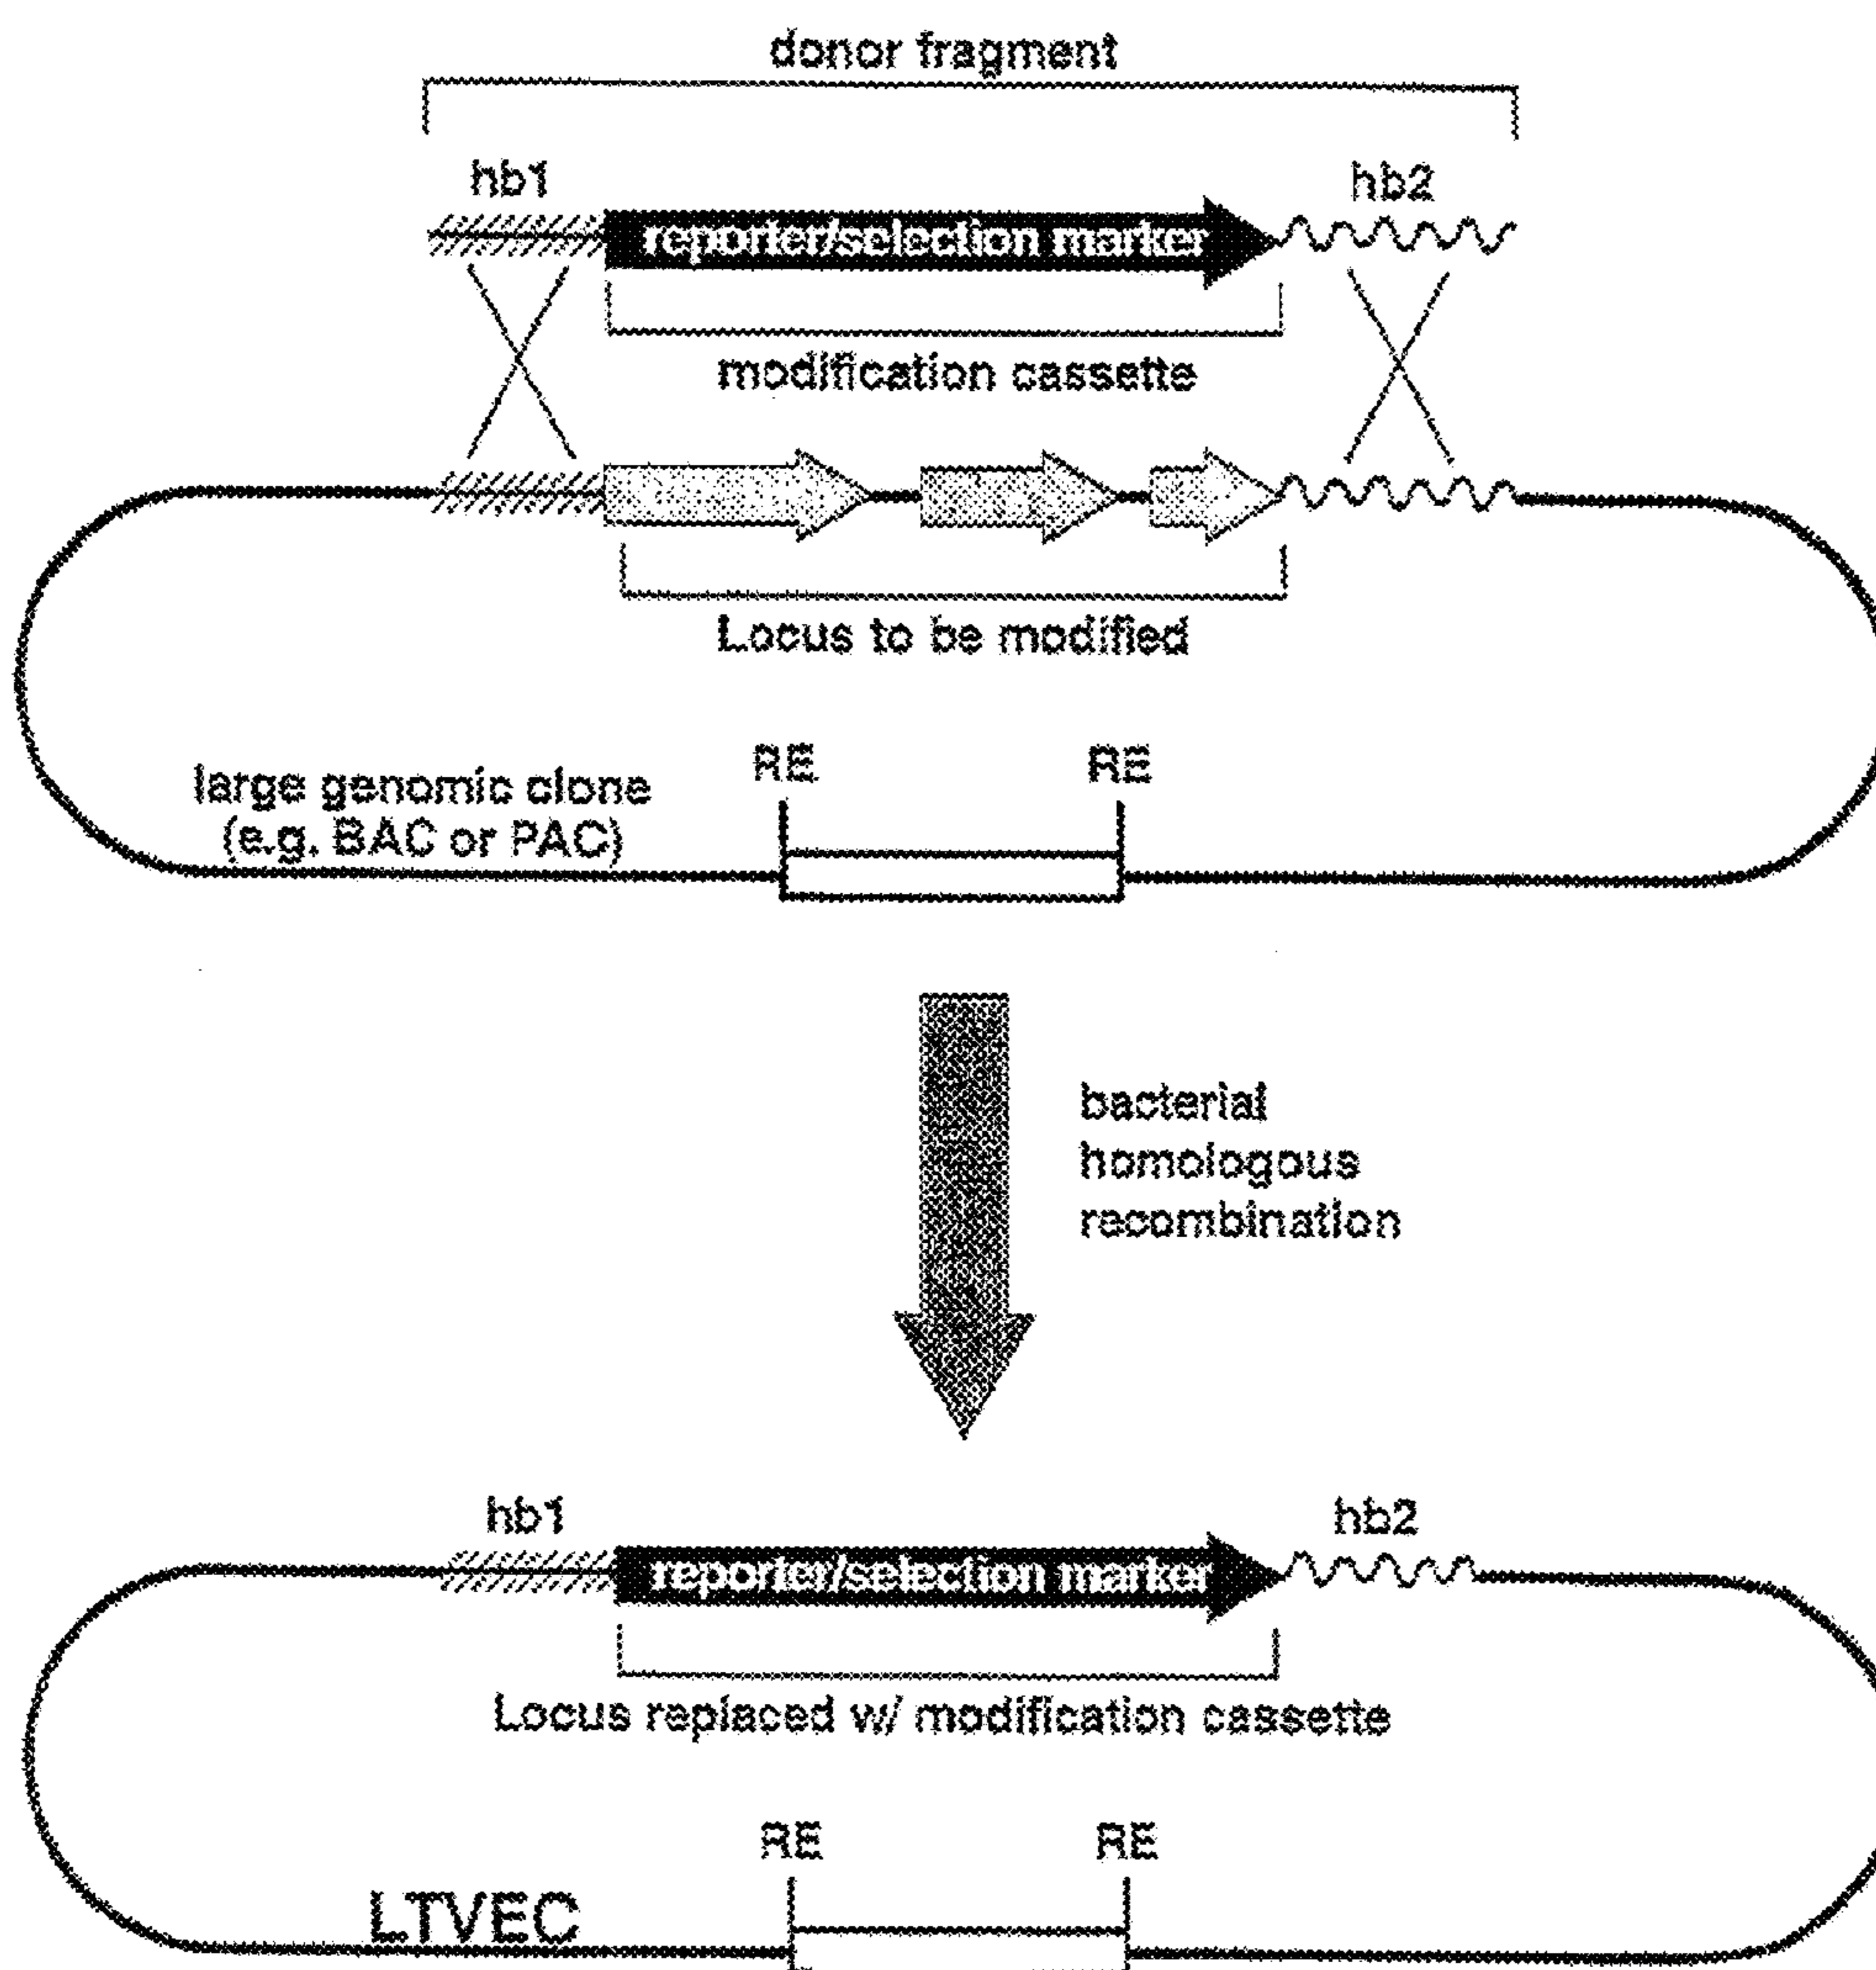 donor fragment
hb1
hb2
reporter/selection marker
modification cassette
Locus to be modified
RE
RE
large genomic clone
(e.g. BAC or PAC)
bacterial
homologous
recombination
hb1
hb2
reporter/selection marker
Locus replaced w/ modification cassette
RE
RE
LTVEC